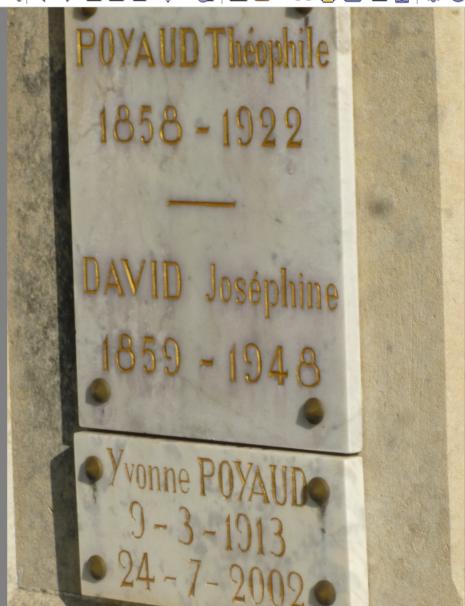 POYAUD Théophile
1858 - 1922
DAVID Joséphine
1859 - 1948
Yvonne POYAUD
9 - 3 - 1913
24 - 7 - 2002